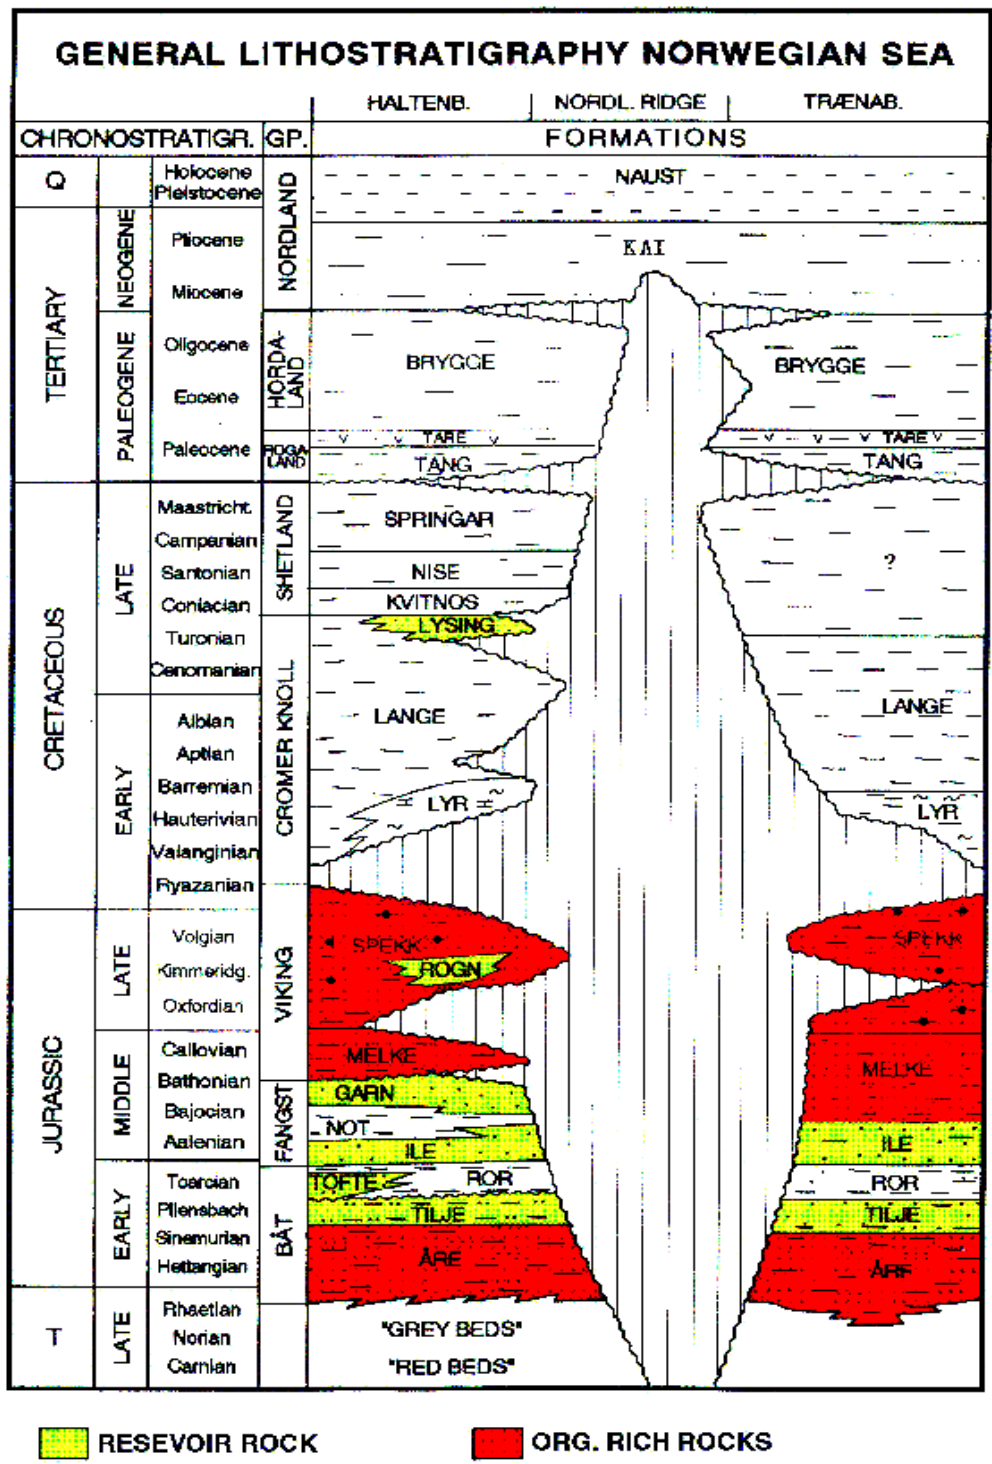 GENERAL LITHOSTRATIGRAPHY NORWEGIAN SEA
HALTENB. NORDL. RIDGE TRÆNAB.
CHRONOSTRATIGR. GP. FORMATIONS
Q Holocene
Pleistocene
NAUST
NORDLAND
TERTIARY
NEOGENE
Pliocene
KAI
Miocene
PALEOGENE
HORDA-
LAND
Oligocene
BRYGGE BRYGGE
Eocene
Paleocene
ROGA-
LAND
TARE TARE
TANG TANG
CRETACEOUS
LATE
SHETLAND
Maastricht.
SPRINGAR
Campanian
?
Santonian NISE
Coniacian KVITNOS
Turonian LYSING
Cenomanian
EARLY
CROMER KNOLL
Albian LANGE LANGE
Aptian
Barremian
LYR LYR
Hauterivian
Valanginian
Ryazanian
JURASSIC
LATE
VIKING
Volgian SPEKK SPEKK
Kimmeridg. ROGN
Oxfordian
MIDDLE
Callovian MELKE MELKE
Bathonian
FANGST
GARN
Bajocian
NOT
Aalenian ILE ILE
EARLY
BÅT
Toarcian TOFTE ROR ROR
Pliensbach TILJE TILJE
Sinemurian
Hettangian ÅRE ÅRE
T
LATE
Rhaetian
Norian "GREY BEDS"
Carnian "RED BEDS"
RESEVOIR ROCK ORG. RICH ROCKS